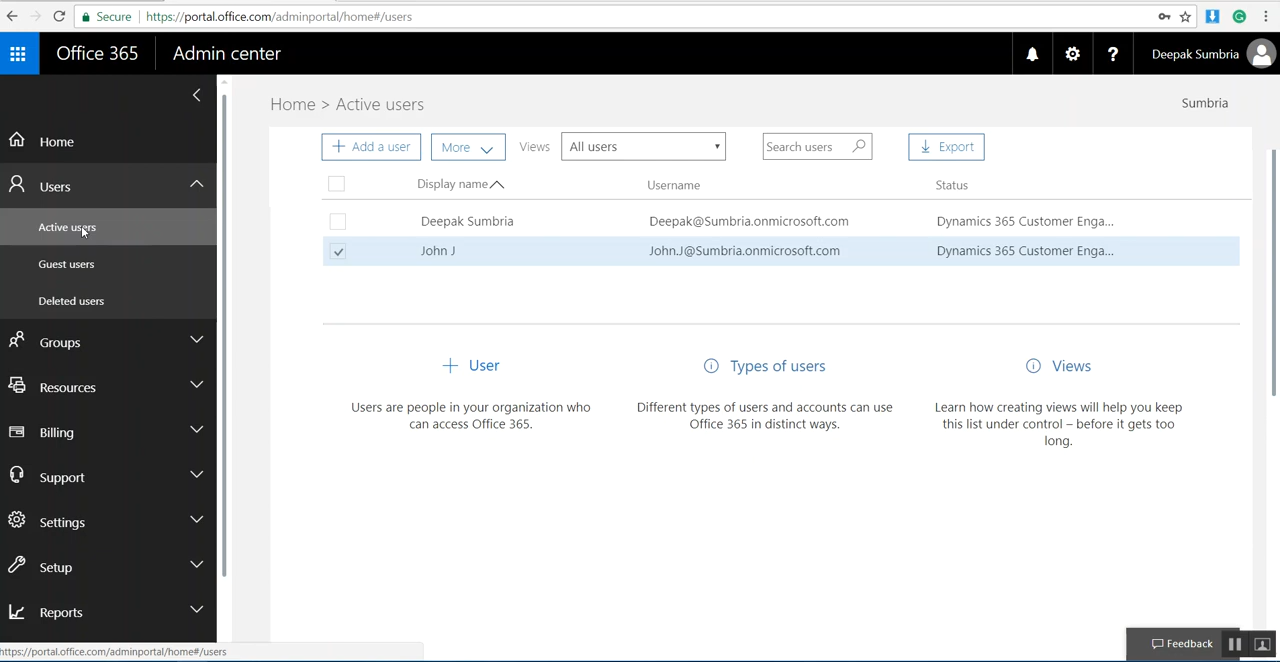 Secure https://portal.office.com/adminportal/home#/users
Office 365 Admin center Deepak Sumbria
Home > Active users Sumbria
Home
Users
Active users
Guest users
Deleted users
Groups
Resources
Billing
Support
Settings
Setup
Reports
Add a user More Views All users Search users Export
Display name Username Status
Deepak Sumbria Deepak@Sumbria.onmicrosoft.com Dynamics 365 Customer Enga...
John J John.J@Sumbria.onmicrosoft.com Dynamics 365 Customer Enga...
User
Users are people in your organization who
can access Office 365.
Types of users
Different types of users and accounts can use
Office 365 in distinct ways.
Views
Learn how creating views will help you keep
this list under control – before it gets too
long.
Feedback
https://portal.office.com/adminportal/home#/users